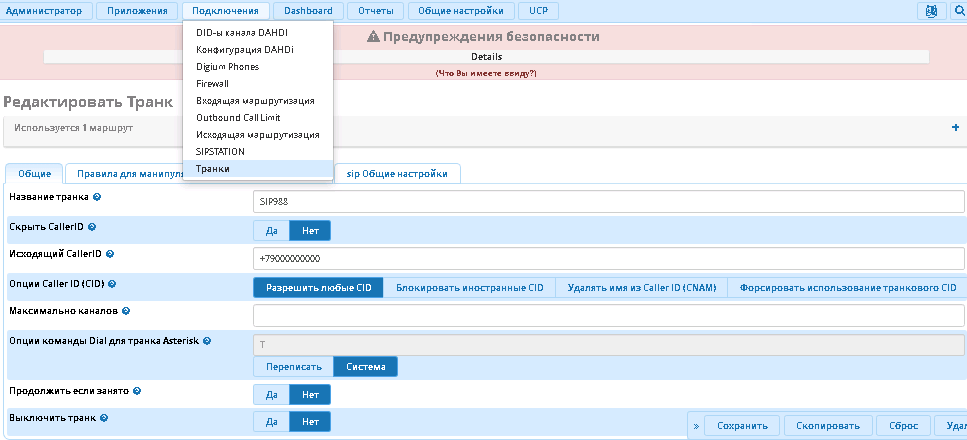 Администратор Приложения Подключения Dashboard Отчеты Общие настройки UCP
DID-ы канала DAHDI
Конфигурация DAHDi
Digium Phones
Firewall
Входящая маршрутизация
Outbound Call Limit
Исходящая маршрутизация
SIPSTATION
Транки
Предупреждения безопасности
Details
(Что Вы имеете ввиду?)
Редактировать Транк
Используется 1 маршрут +
Общие Правила для манипул sip Общие настройки
Название транка SIP988
Скрыть CallerID Да Нет
Исходящий CallerID +79000000000
Опции Caller ID (CID) Разрешить любые CID Блокировать иностранные CID Удалять имя из Caller ID (CNAM) Форсировать использование транкового CID
Максимально каналов
Опции команды Dial для транка Asterisk T
Переписать Система
Продолжить если занято Да Нет
Выключить транк Да Нет
» Сохранить Скопировать Сброс Удал